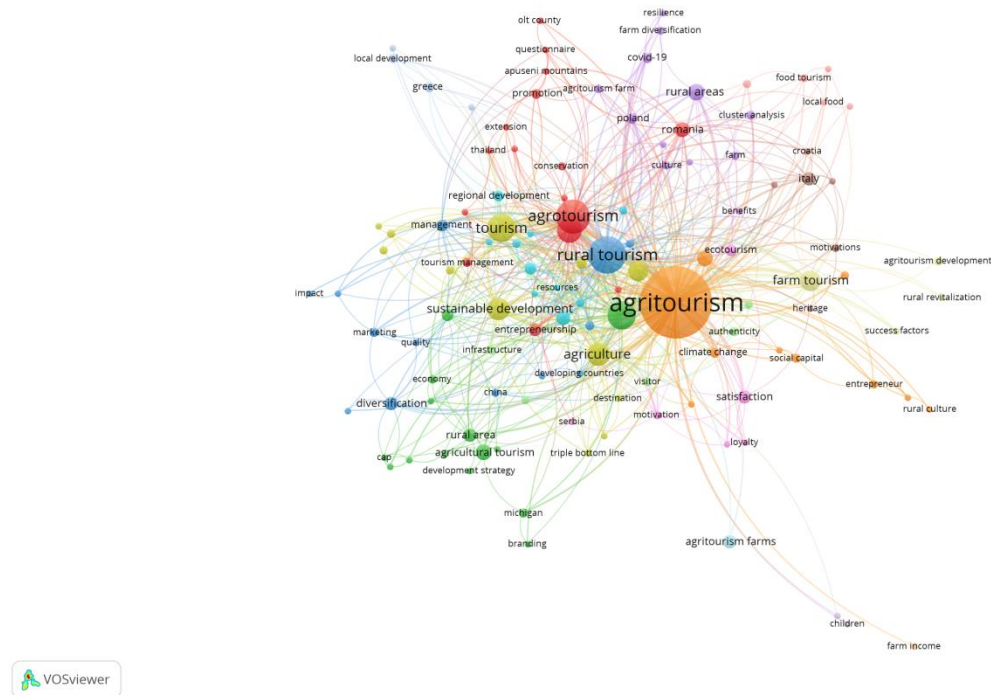 olt county
resilience
farm diversification
questionnaire
local development
covid-19
apuseni mountains
food tourism
greece
promotion
agritourism farm
rural areas
local food
poland
cluster analysis
extension
romania
thailand
croatia
conservation
culture
farm
italy
regional development
benefits
agrotourism
management
tourism
motivations
rural tourism
ecotourism
tourism management
agritourism development
resources
farm tourism
impact
agritourism
rural revitalization
sustainable development
heritage
marketing
entrepreneurship
authenticity
success factors
quality
infrastructure
agriculture
climate change
social capital
economy
developing countries
visitor
entrepreneur
diversification
china
destination
satisfaction
rural culture
serbia
motivation
rural area
loyalty
cap
agricultural tourism
triple bottom line
development strategy
michigan
branding
agritourism farms
children
farm income
VOSviewer